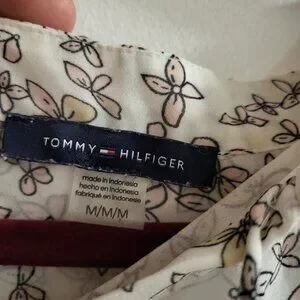 TOMMY HILFIGER
made in Indonesia
hecho en Indonesia
fabriqué en Indonésie
M/M/M